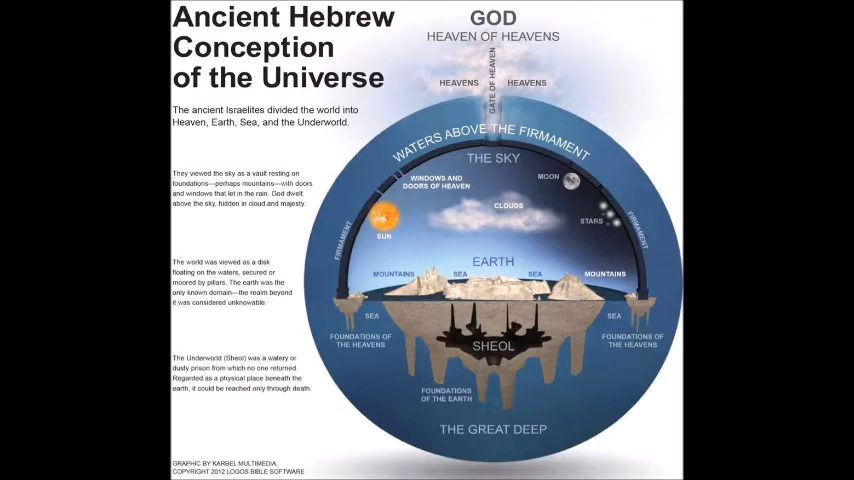 Ancient Hebrew
Conception
of the Universe
The ancient Israelites divided the world into
Heaven, Earth, Sea, and the Underworld.
They viewed the sky as a vault resting on
foundations—perhaps mountains—with doors
and windows that let in the rain. God dwelt
above the sky, hidden in cloud and majesty.
The world was viewed as a disk
floating on the waters, secured or
moored by pillars. The earth was the
only known domain—the realm beyond
it was considered unknowable.
The Underworld (Sheol) was a watery or
dusty prison from which no one returned.
Regarded as a physical place beneath the
earth, it could be reached only through death.
GRAPHIC BY KARBEL MULTIMEDIA,
COPYRIGHT 2012 LOGOS BIBLE SOFTWARE
GOD
HEAVEN OF HEAVENS
HEAVENS
GATE OF HEAVEN
HEAVENS
WATERS ABOVE THE FIRMAMENT
THE SKY
WINDOWS AND
DOORS OF HEAVEN
MOON
CLOUDS
STARS
SUN
FIRMAMENT
FIRMAMENT
EARTH
MOUNTAINS
SEA
SEA
MOUNTAINS
SEA
SEA
FOUNDATIONS OF
THE HEAVENS
FOUNDATIONS OF
THE HEAVENS
SHEOL
FOUNDATIONS
OF THE EARTH
THE GREAT DEEP